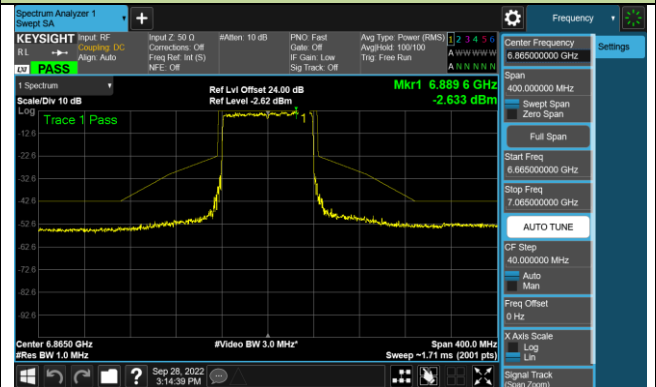 Spectrum Analyzer 1
Swept SA
Frequency
KEYSIGHT
Input: RF
Input Z: 50 Ω
#Atten: 10 dB
PNO: Fast
Avg Type: Power (RMS)
1 2 3 4 5 6
RL
Coupling: DC
Corrections: Off
Gate: Off
Avg|Hold: 100/100
A W W W W W
Align: Auto
Freq Ref: Int (S)
IF Gain: Low
Trig: Free Run
LXI
PASS
NFE: Off
Sig Track: Off
A N N N N N
1 Spectrum
Ref Lvl Offset 24.00 dB
Mkr1 6.889 6 GHz
Scale/Div 10 dB
Ref Level -2.62 dBm
-2.633 dBm
Log
Trace 1 Pass
1
-12.6
-22.6
-32.6
-42.6
-52.6
-62.6
-72.6
-82.6
-92.6
Center 6.8650 GHz
#Video BW 3.0 MHz*
Span 400.0 MHz
#Res BW 1.0 MHz
Sweep ~1.71 ms (2001 pts)
Sep 28, 2022
3:14:39 PM
Center Frequency
6.865000000 GHz
Settings
Span
400.000000 MHz
Swept Span
Zero Span
Full Span
Start Freq
6.665000000 GHz
Stop Freq
7.065000000 GHz
AUTO TUNE
CF Step
40.000000 MHz
Auto
Man
Freq Offset
0 Hz
X Axis Scale
Log
Lin
Signal Track
(Span Zoom)